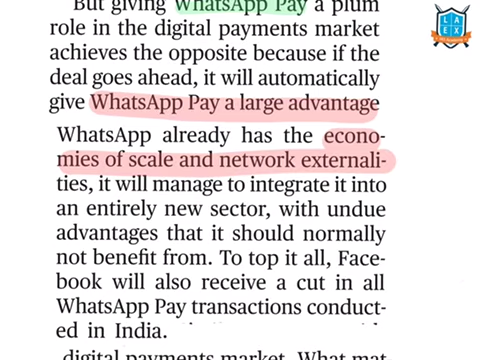 But giving WhatsApp Pay a plum
role in the digital payments market
achieves the opposite because if the
deal goes ahead, it will automatically
give WhatsApp Pay a large advantage
WhatsApp already has the econo-
mies of scale and network externali-
ties, it will manage to integrate it into
an entirely new sector, with undue
advantages that it should normally
not benefit from. To top it all, Face-
book will also receive a cut in all
WhatsApp Pay transactions conduct-
ed in India.
digital payments market. What mat
L A
E X